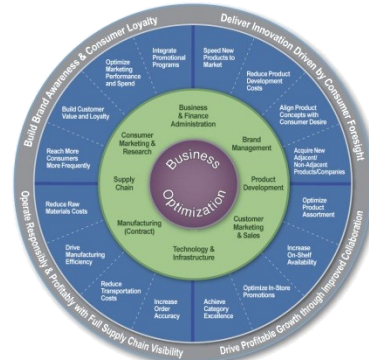 Build Brand Awareness & Consumer Loyalty
Deliver Innovation Driven by Consumer Foresight
Operate Responsibly & Profitably with Full Supply Chain Visibility
Drive Profitable Growth through Improved Collaboration
Integrate
Promotional
Programs
Optimize
Marketing
Performance
and Spend
Build Customer
Value and Loyalty
Reach More
Consumers
More Frequently
Speed New
Products to
Market
Reduce Product
Development
Costs
Align Product
Concepts with
Consumer Desire
Acquire New
Adjacent/
Non-Adjacent
Products/Companies
Reduce Raw
Materials Costs
Drive
Manufacturing
Efficiency
Reduce
Transportation
Costs
Increase
Order
Accuracy
Optimize
Product
Assortment
Increase
On-Shelf
Availability
Optimize In-Store
Promotions
Achieve
Category
Excellence
Business
& Finance
Administration
Consumer
Marketing &
Research
Brand
Management
Supply
Chain
Product
Development
Manufacturing
(Contract)
Customer
Marketing
& Sales
Technology &
Infrastructure
Business
Optimization